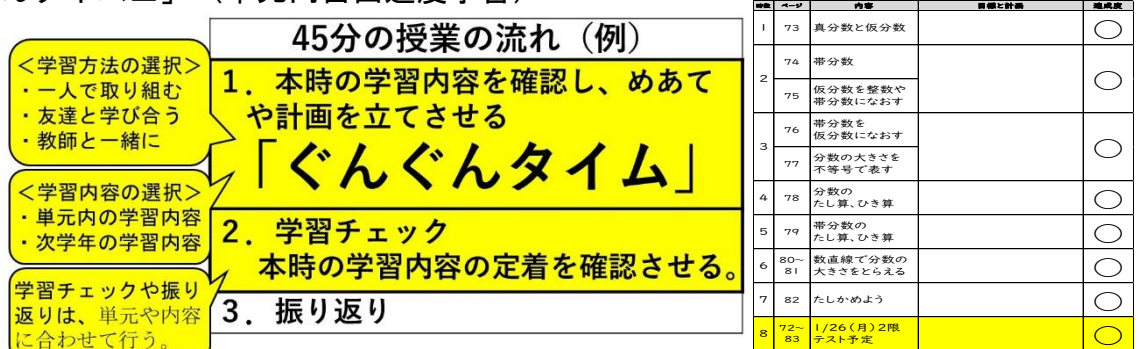 45分の授業の流れ（例）
＜学習方法の選択＞
・一人で取り組む
・友達と学び合う
・教師と一緒に
＜学習内容の選択＞
・単元内の学習内容
・次学年の学習内容
学習チェックや振り
返りは、単元や内容
に合わせて行う。
1．本時の学習内容を確認し、めあて
や計画を立てさせる
「ぐんぐんタイム」
2．学習チェック
本時の学習内容の定着を確認させる。
3．振り返り
時数 ページ 内容 目標と計画 達成度
1 73 真分数と仮分数
2 74 帯分数
75 仮分数を整数や
帯分数になおす
3 76 帯分数を
仮分数になおす
77 分数の大きさを
不等号で表す
4 78 分数の
たし算、ひき算
5 79 帯分数の
たし算、ひき算
6 80～81 数直線で分数の
大きさをとらえる
7 82 たしかめよう
8 72～83 1/26(月)2限
テスト予定